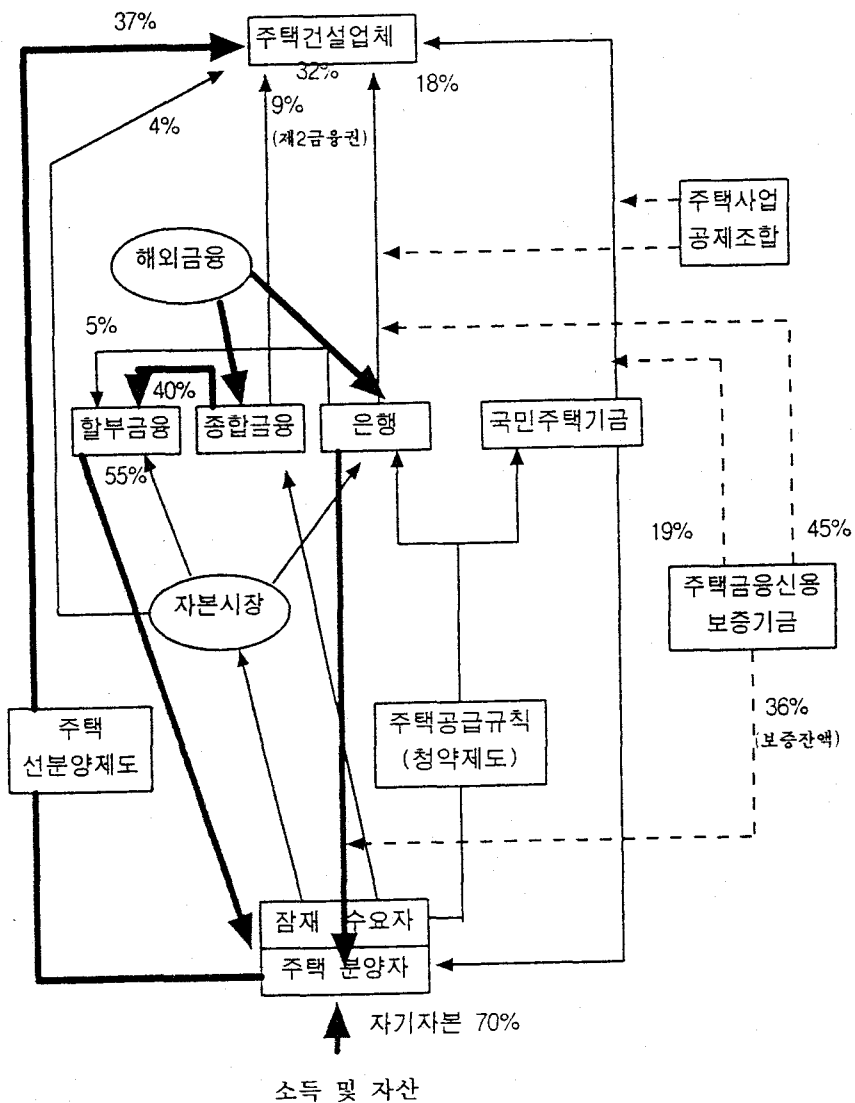 37%
주택건설업체
32%
18%
9%
(제2금융권)
4%
주택사업
공제조합
해외금융
5%
40%
할부금융
종합금융
은행
국민주택기금
55%
19%
45%
주택금융신용
보증기금
자본시장
36%
(보증잔액)
주택
선분양제도
주택공급규칙
(청약제도)
잠재 수요자
주택 분양자
자기자본 70%
소득 및 자산